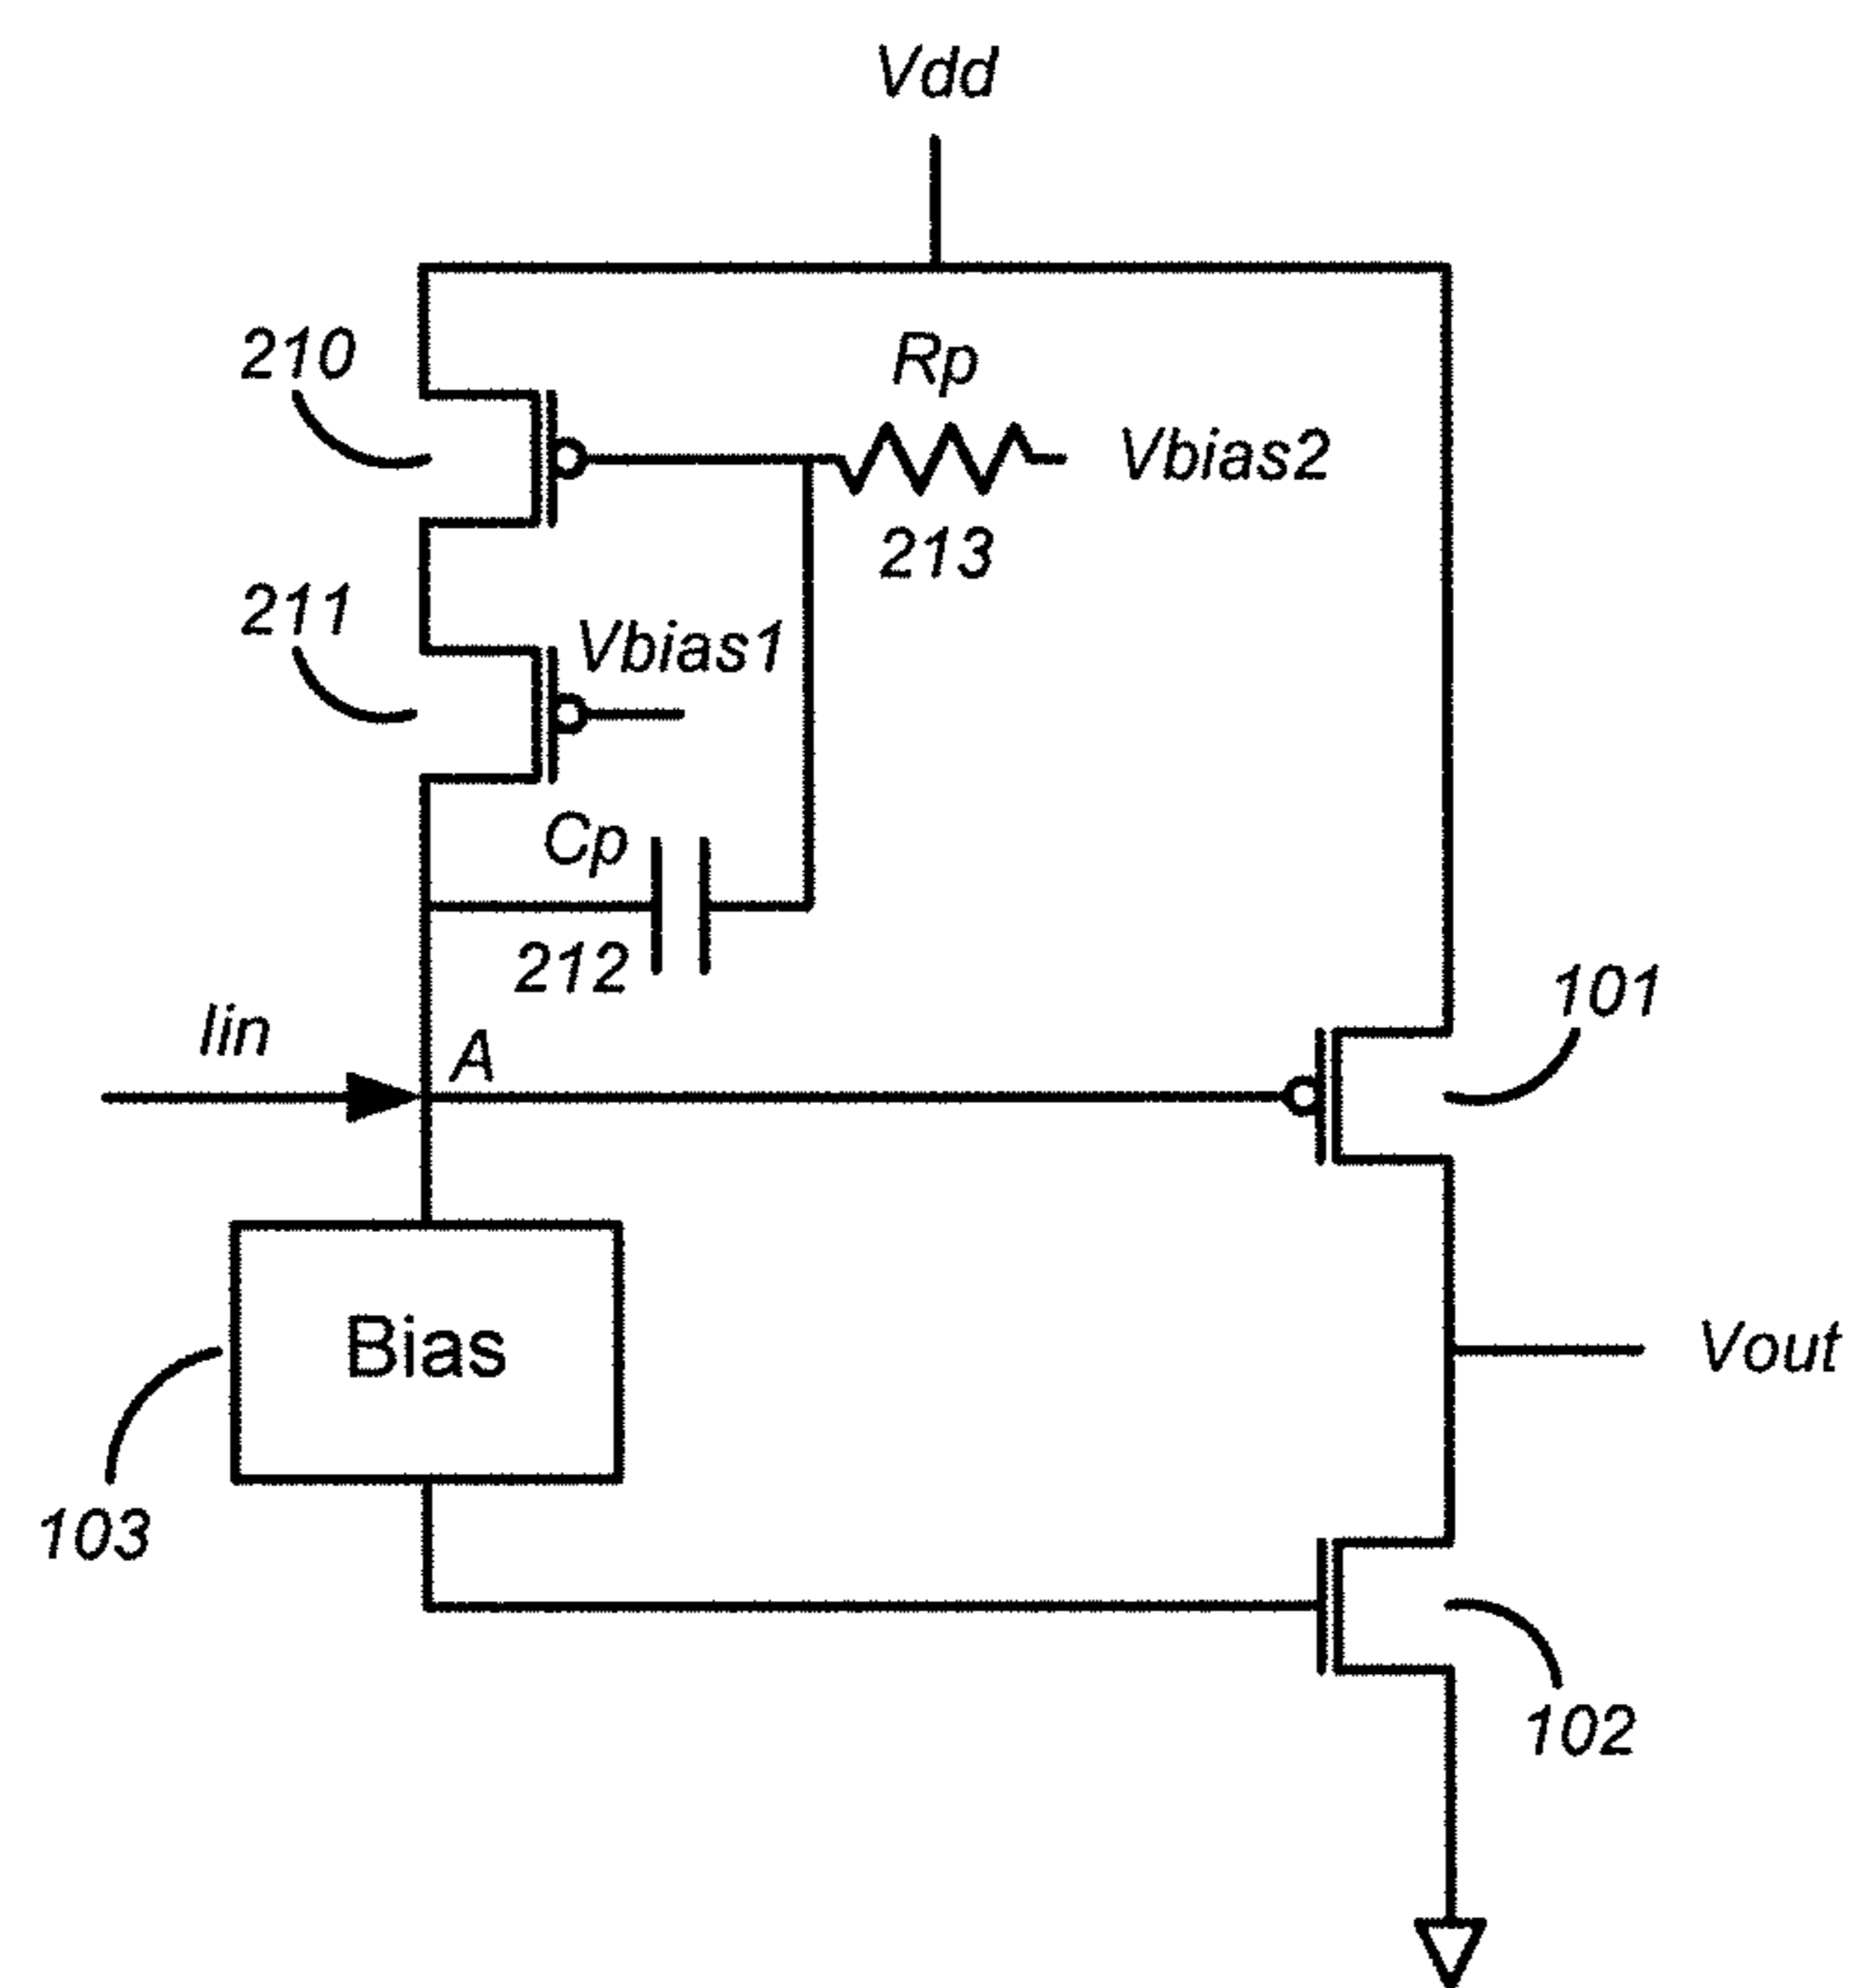 Vdd
210
Rp
Vbias2
213
211
Vbias1
Cp
212
101
Iin
A
Bias
Vout
103
102